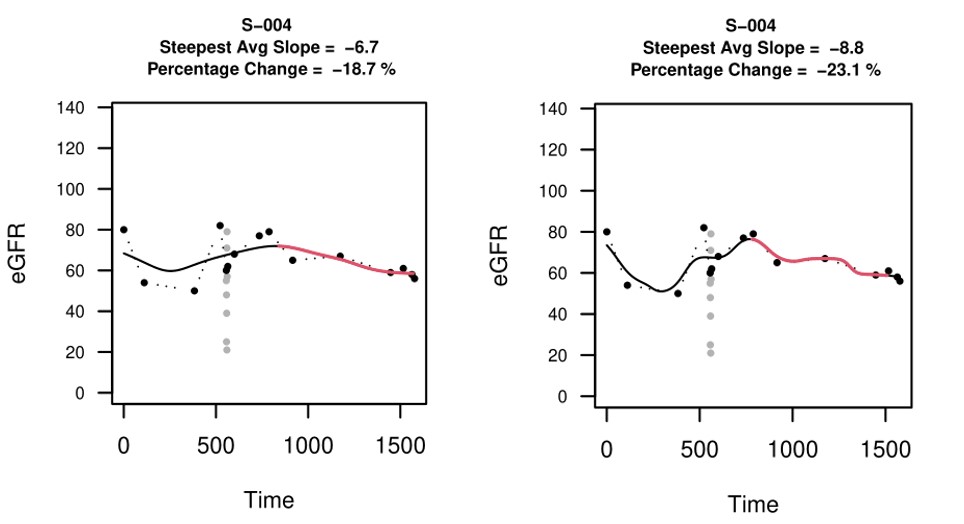 S−004
Steepest Avg Slope = −6.7
Percentage Change = −18.7 %
140
120
100
80
60
40
20
0
eGFR
0 500 1000 1500
Time
S−004
Steepest Avg Slope = −8.8
Percentage Change = −23.1 %
140
120
100
80
60
40
20
0
eGFR
0 500 1000 1500
Time